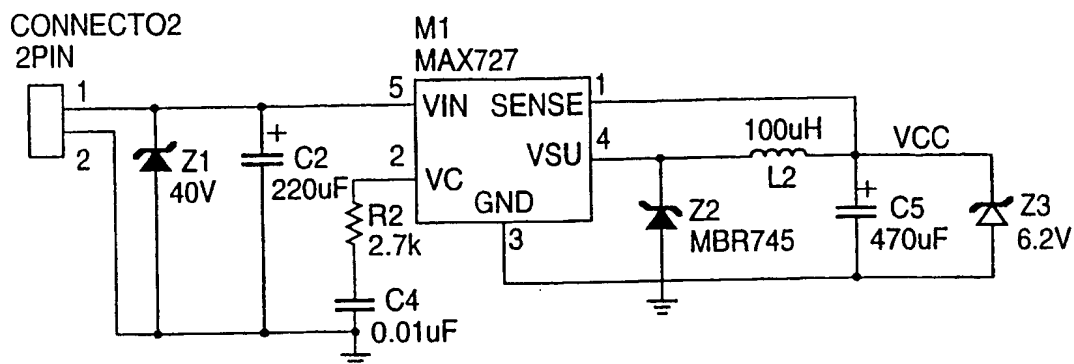 CONNECTO2
2PIN
1
2
Z1
40V
+
C2
220uF
M1
MAX727
5
VIN
SENSE
1
2
VC
VSU
4
GND
3
R2
2.7k
C4
0.01uF
100uH
L2
VCC
Z2
MBR745
+
C5
470uF
Z3
6.2V